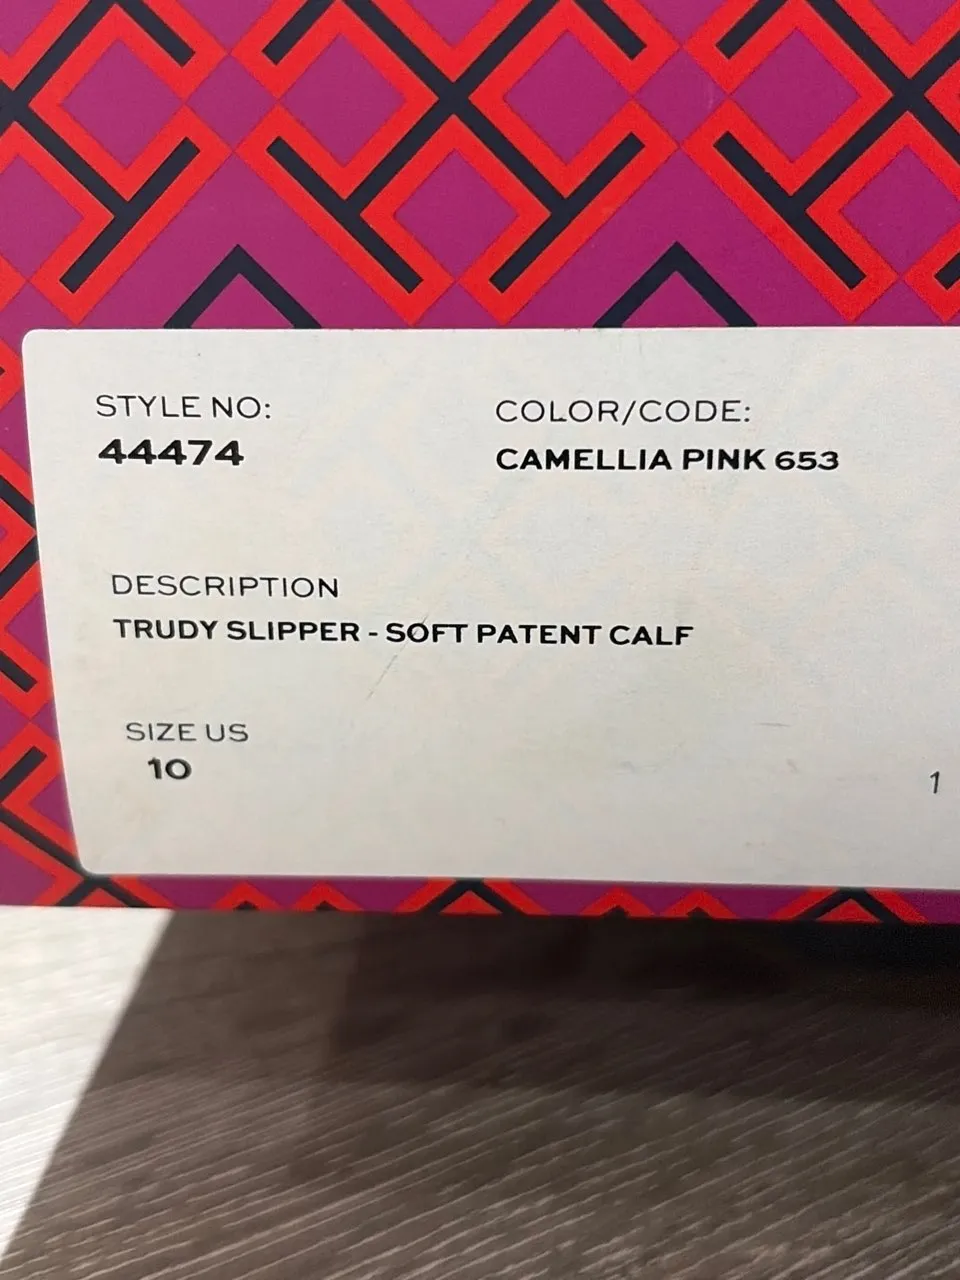 STYLE NO:
44474
COLOR/CODE:
CAMELLIA PINK 653
DESCRIPTION
TRUDY SLIPPER - SOFT PATENT CALF
SIZE US
10
1